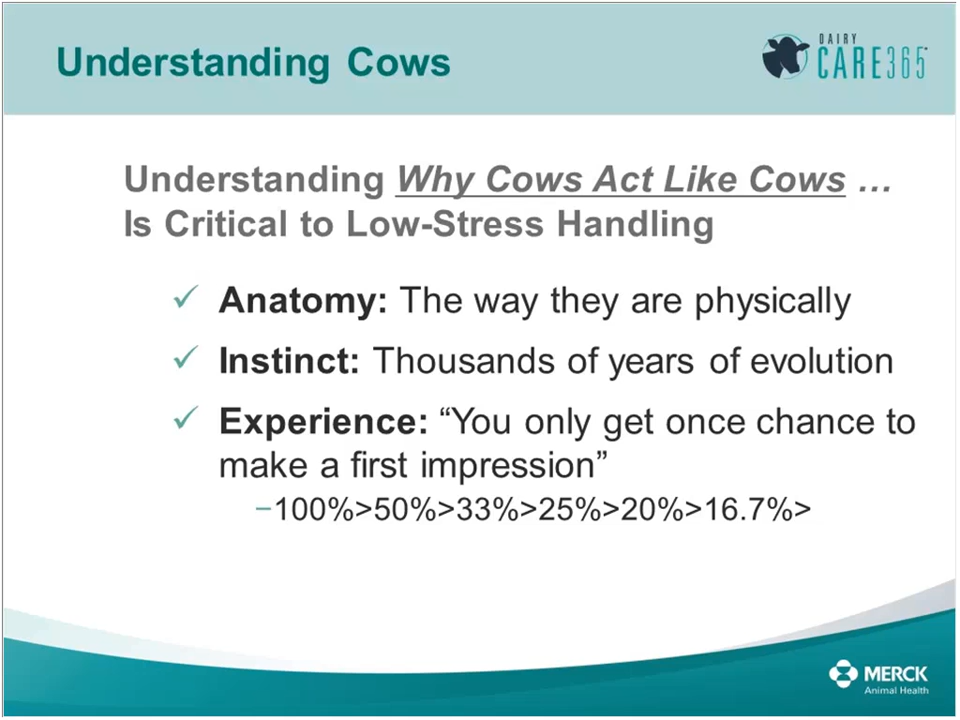 Understanding Cows
DAIRY
CARE365™
Understanding Why Cows Act Like Cows …
Is Critical to Low-Stress Handling
✓ Anatomy: The way they are physically
✓ Instinct: Thousands of years of evolution
✓ Experience: “You only get once chance to
make a first impression”
−100%>50%>33%>25%>20%>16.7%>
MERCK
Animal Health